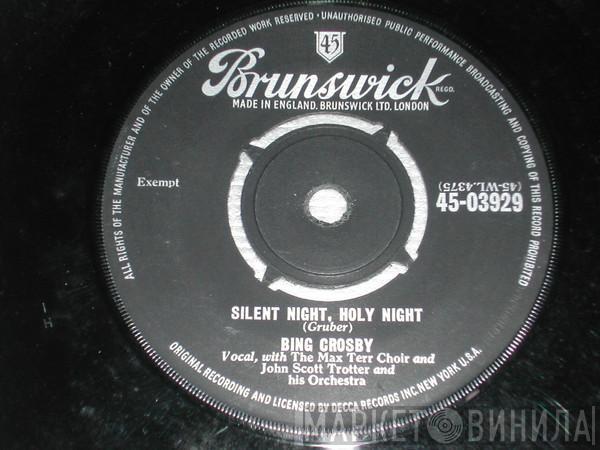 ALL RIGHTS OF THE MANUFACTURER AND OF THE OWNER OF THE RECORDED WORK RESERVED • UNAUTHORISED PUBLIC PERFORMANCE BROADCASTING AND COPYING OF THIS RECORD PROHIBITED
45
Brunswick
REGD.
MADE IN ENGLAND. BRUNSWICK LTD. LONDON
Exempt
(45-WL.4375)
45-03929
SILENT NIGHT, HOLY NIGHT
(Gruber)
BING CROSBY
Vocal, with The Max Terr Choir and
John Scott Trotter and
his Orchestra
ORIGINAL RECORDING AND LICENSED BY DECCA RECORDS INC. NEW YORK U.S.A.
МАРКЕТ ВИНИЛА